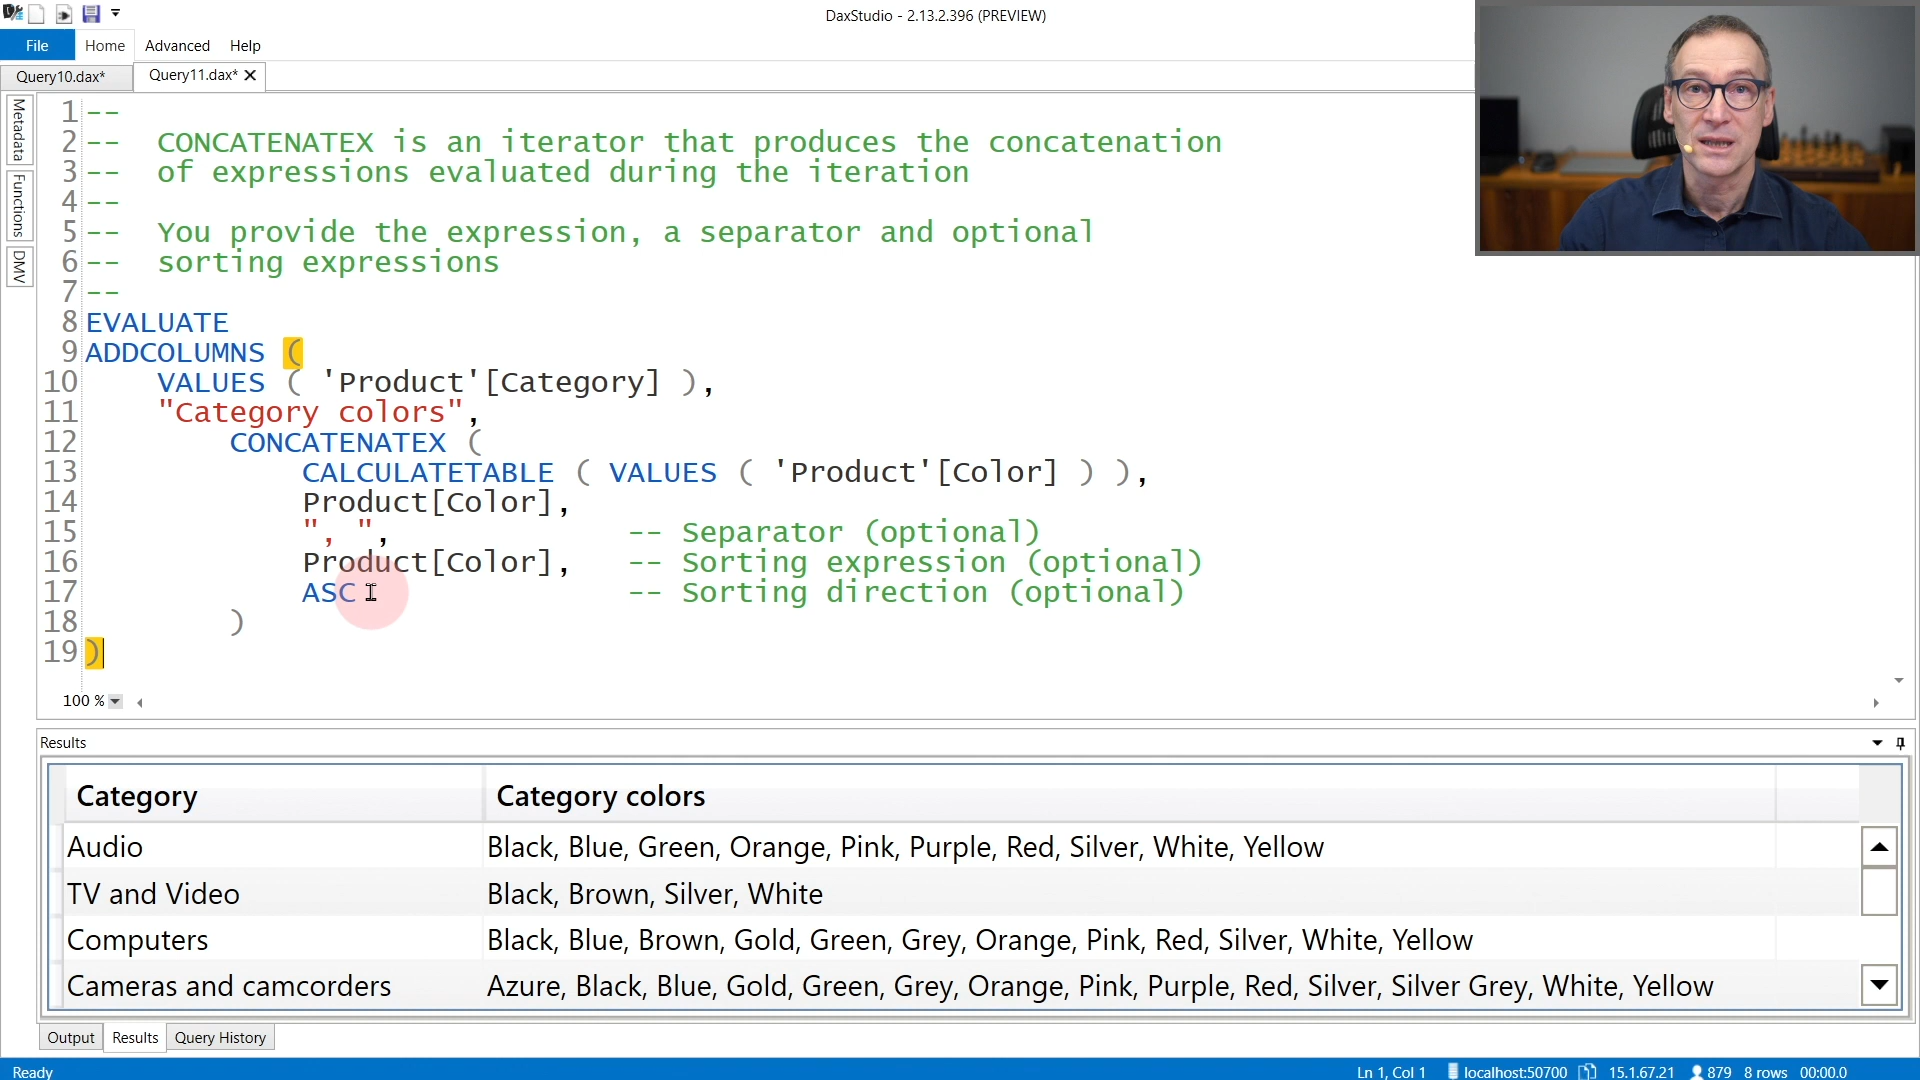 DaxStudio - 2.13.2.396 (PREVIEW)
File Home Advanced Help
Query10.dax* Query11.dax*
Metadata
Functions
DMV
1 --
2 -- CONCATENATEX is an iterator that produces the concatenation
3 -- of expressions evaluated during the iteration
4 --
5 -- You provide the expression, a separator and optional
6 -- sorting expressions
7 --
8 EVALUATE
9 ADDCOLUMNS (
10 VALUES ( 'Product'[Category] ),
11 "Category colors",
12 CONCATENATEX (
13 CALCULATETABLE ( VALUES ( 'Product'[Color] ) ),
14 Product[Color],
15 ", ", -- Separator (optional)
16 Product[Color], -- Sorting expression (optional)
17 ASC -- Sorting direction (optional)
18 )
19 )
100 %
Results
Category Category colors
Audio Black, Blue, Green, Orange, Pink, Purple, Red, Silver, White, Yellow
TV and Video Black, Brown, Silver, White
Computers Black, Blue, Brown, Gold, Green, Grey, Orange, Pink, Red, Silver, White, Yellow
Cameras and camcorders Azure, Black, Blue, Gold, Green, Grey, Orange, Pink, Purple, Red, Silver, Silver Grey, White, Yellow
Output Results Query History
Ready Ln 1, Col 1 localhost:50700 15.1.67.21 879 8 rows 00:00.0